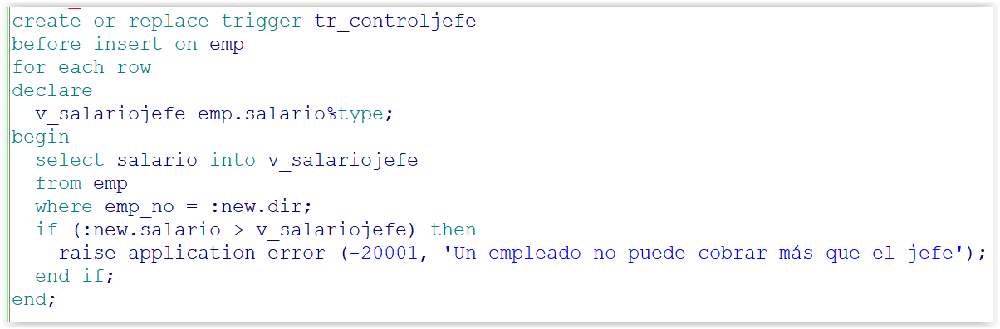 create or replace trigger tr_controljefe
before insert on emp
for each row
declare
  v_salariojefe emp.salario%type;
begin
  select salario into v_salariojefe
  from emp
  where emp_no = :new.dir;
  if (:new.salario > v_salariojefe) then
    raise_application_error (-20001, 'Un empleado no puede cobrar más que el jefe');
  end if;
end;